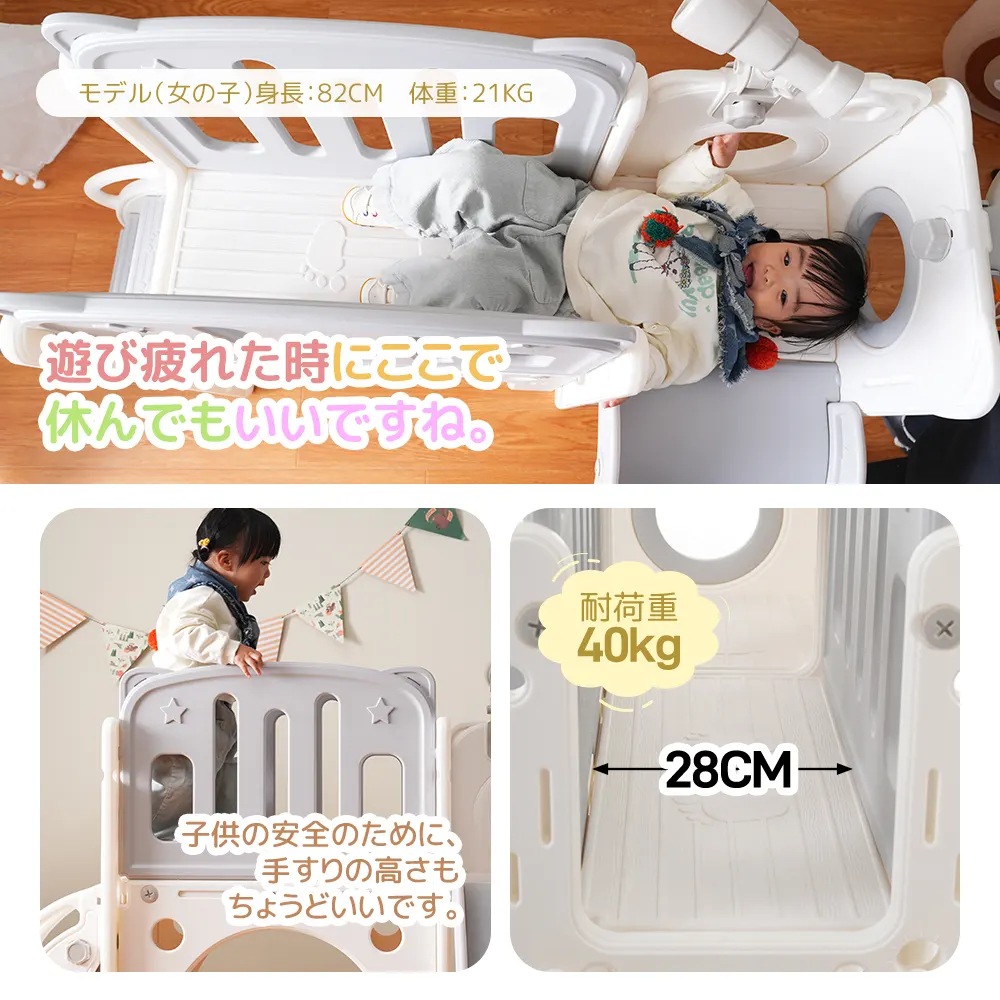 モデル(女の子)身長:82CM 体重:21KG
遊び疲れた時にここで
休んでもいいですね。
子供の安全のために、
手すりの高さも
ちょうどいいです。
耐荷重
40kg
28CM